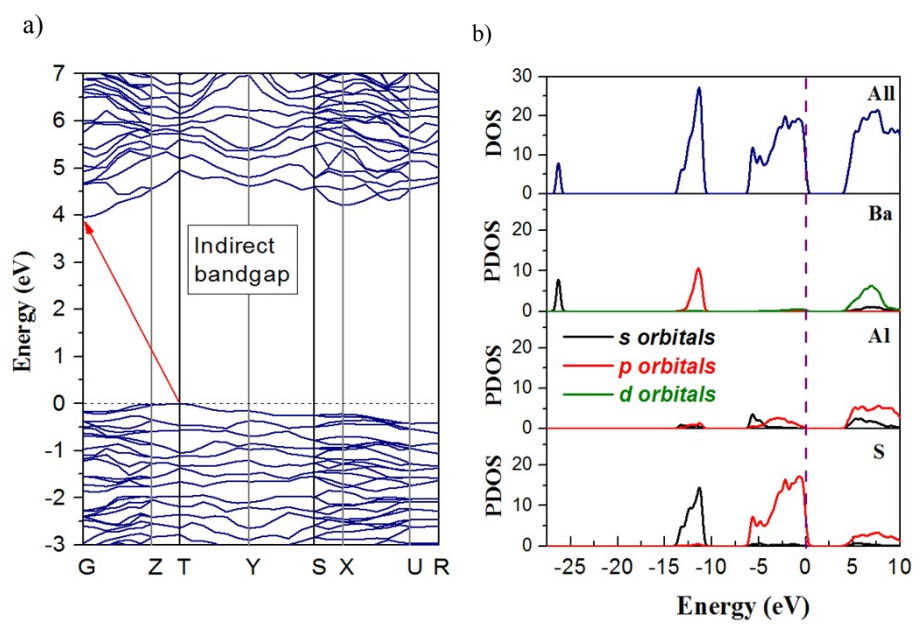 a)
7
6
5
4
3
2
1
0
-1
-2
-3
Energy (eV)
Indirect
bandgap
G Z T Y S X U R
b)
30
20
10
0
DOS
All
20
10
0
PDOS
Ba
20
10
0
PDOS
Al
s orbitals
p orbitals
d orbitals
20
10
0
PDOS
S
-25 -20 -15 -10 -5 0 5 10
Energy (eV)